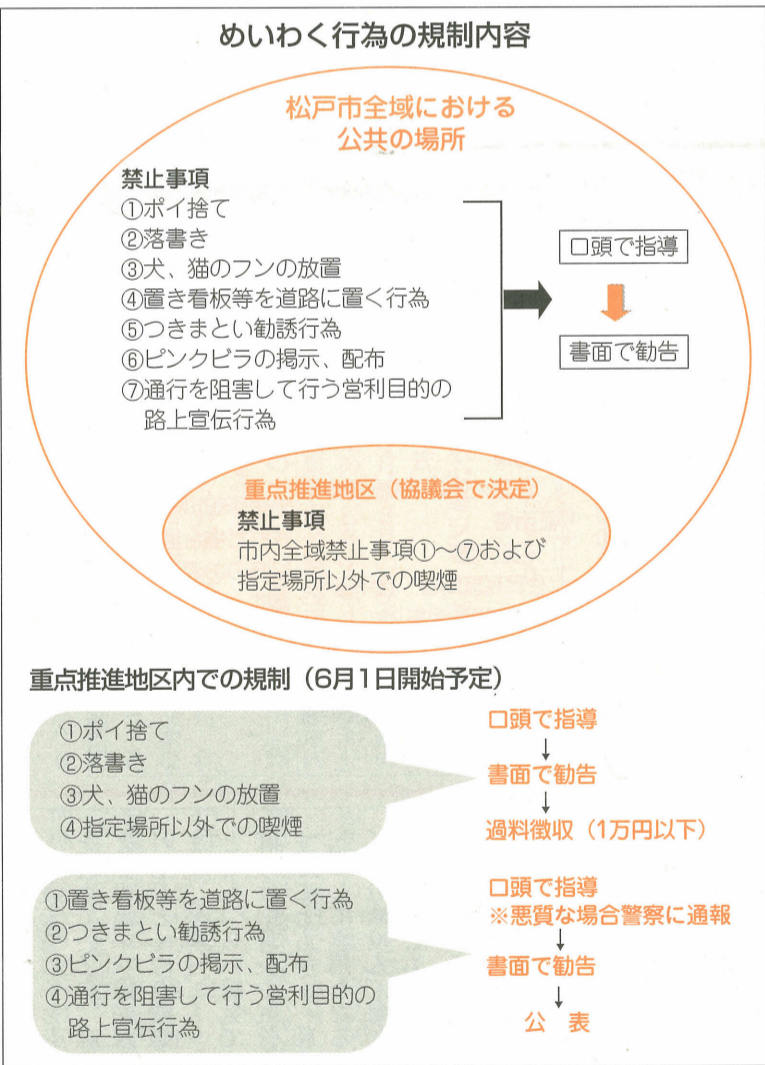 めいわく行為の規制内容
松戸市全域における
公共の場所
禁止事項
①ポイ捨て
②落書き
③犬、猫のフンの放置
④置き看板等を道路に置く行為
⑤つきまとい勧誘行為
⑥ピンクビラの掲示、配布
⑦通行を阻害して行う営利目的の
路上宣伝行為
口頭で指導
書面で勧告
重点推進地区（協議会で決定）
禁止事項
市内全域禁止事項①～⑦および
指定場所以外での喫煙
重点推進地区内での規制（6月1日開始予定）
①ポイ捨て
②落書き
③犬、猫のフンの放置
④指定場所以外での喫煙
口頭で指導
書面で勧告
過料徴収（1万円以下）
①置き看板等を道路に置く行為
②つきまとい勧誘行為
③ピンクビラの掲示、配布
④通行を阻害して行う営利目的の
路上宣伝行為
口頭で指導
※悪質な場合警察に通報
書面で勧告
公　表